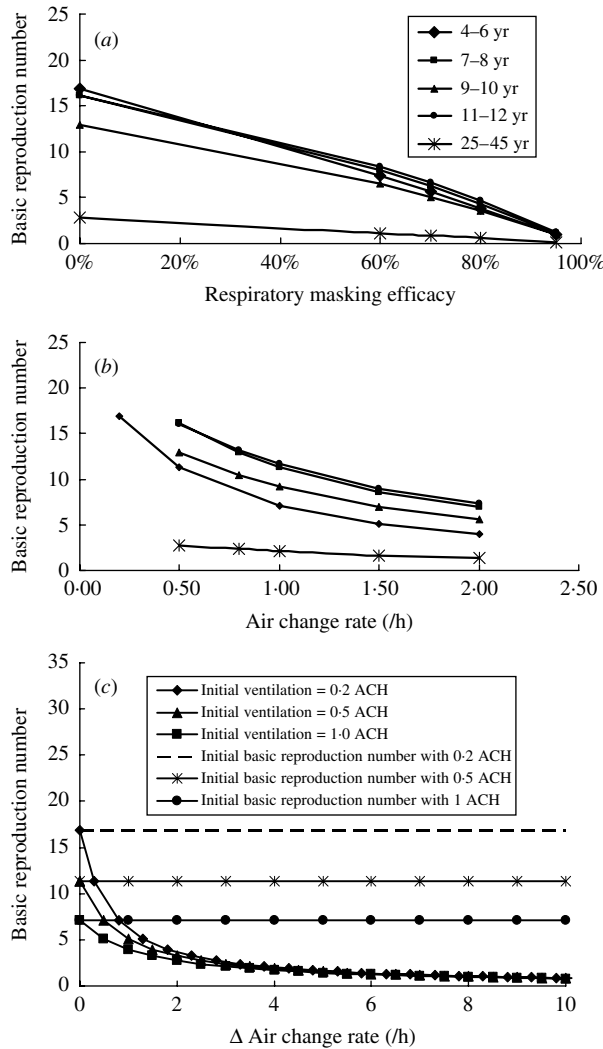 (a)
4–6 yr
7–8 yr
9–10 yr
11–12 yr
25–45 yr
Basic reproduction number
25
20
15
10
5
0
0%
20%
40%
60%
80%
100%
Respiratory masking efficacy
(b)
Basic reproduction number
25
20
15
10
5
0
0·00
0·50
1·00
1·50
2·00
2·50
Air change rate (/h)
(c)
Initial ventilation = 0·2 ACH
Initial ventilation = 0·5 ACH
Initial ventilation = 1·0 ACH
Initial basic reproduction number with 0·2 ACH
Initial basic reproduction number with 0·5 ACH
Initial basic reproduction number with 1 ACH
Basic reproduction number
35
30
25
20
15
10
5
0
0
2
4
6
8
10
Δ Air change rate (/h)